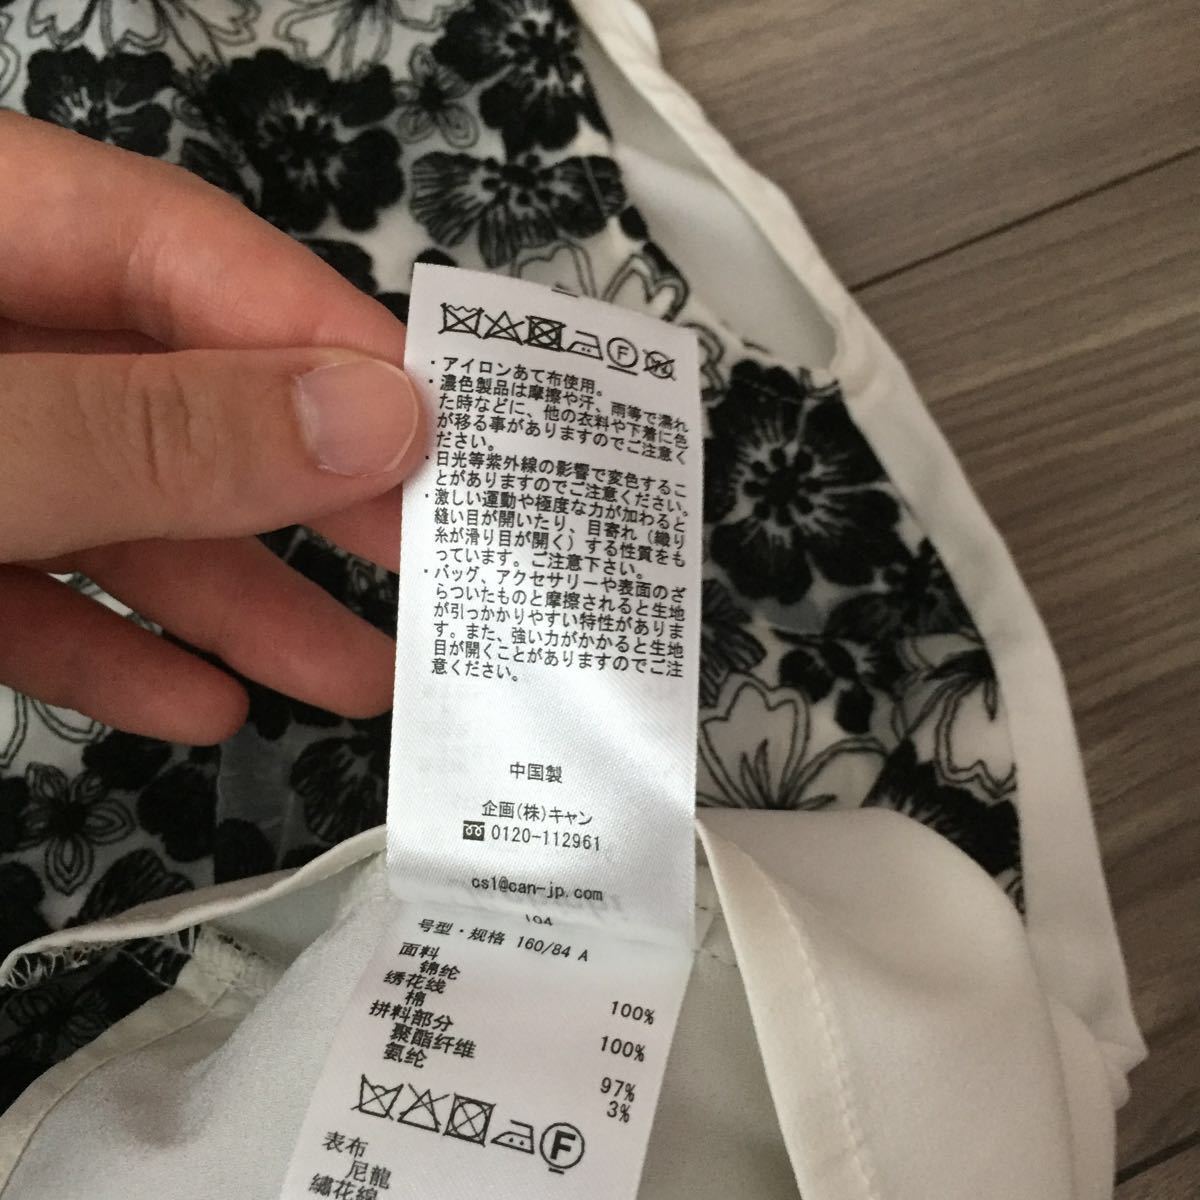 F
・アイロンあて布使用。
・濃色製品は摩擦や汗、雨等で濡れ
た時などに、他の衣料や下着に色
が移る事がありますのでご注意く
ださい。
・日光等紫外線の影響で変色するこ
とがありますのでご注意ください。
・激しい運動や極度な力が加わると
縫い目が開いたり、目寄れ（織り
糸が滑り目が開く）する性質をも
っています。ご注意下さい。
・バッグ、アクセサリーや表面のざ
らついたものと摩擦されると生地
が引っかかりやすい特性がありま
す。また、強い力がかかると生地
目が開くことがありますのでご注
意ください。
中国製
企画(株)キャン
0120-112961
cs1@can-jp.com
号型・规格 160/84 A
面料
锦纶 100%
绣花线
棉 100%
拼料部分
聚酯纤维 97%
氨纶 3%
F
表布
尼龍
繡花線